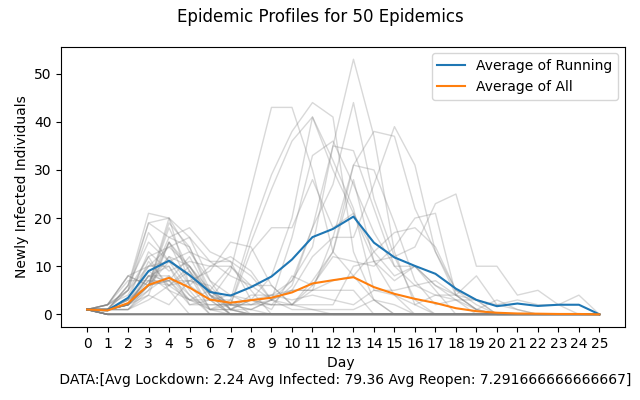 Epidemic Profiles for 50 Epidemics
Newly Infected Individuals
50
40
30
20
10
0
Average of Running
Average of All
0 1 2 3 4 5 6 7 8 9 10 11 12 13 14 15 16 17 18 19 20 21 22 23 24 25
Day
DATA:[Avg Lockdown: 2.24 Avg Infected: 79.36 Avg Reopen: 7.291666666666667]